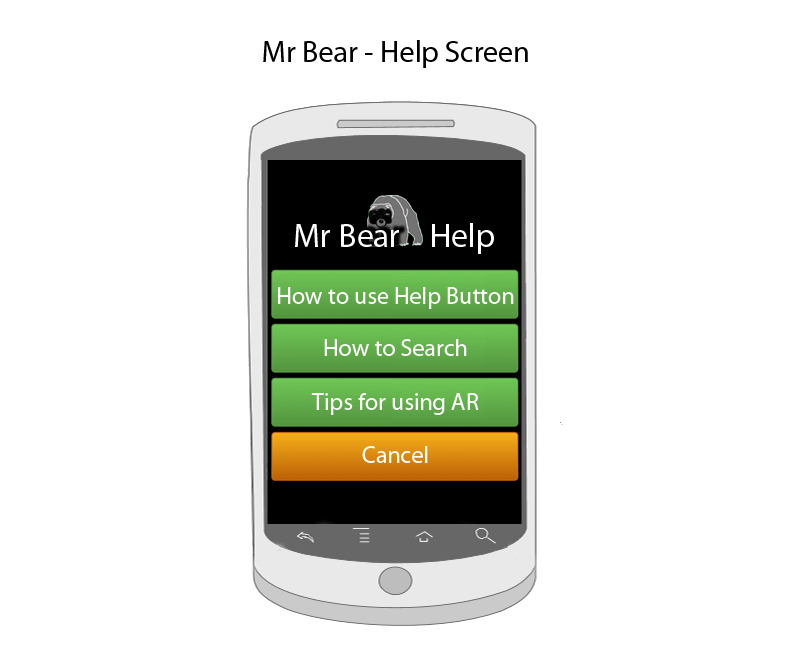 Mr Bear - Help Screen
Mr Bear Help
How to use Help Button
How to Search
Tips for using AR
Cancel